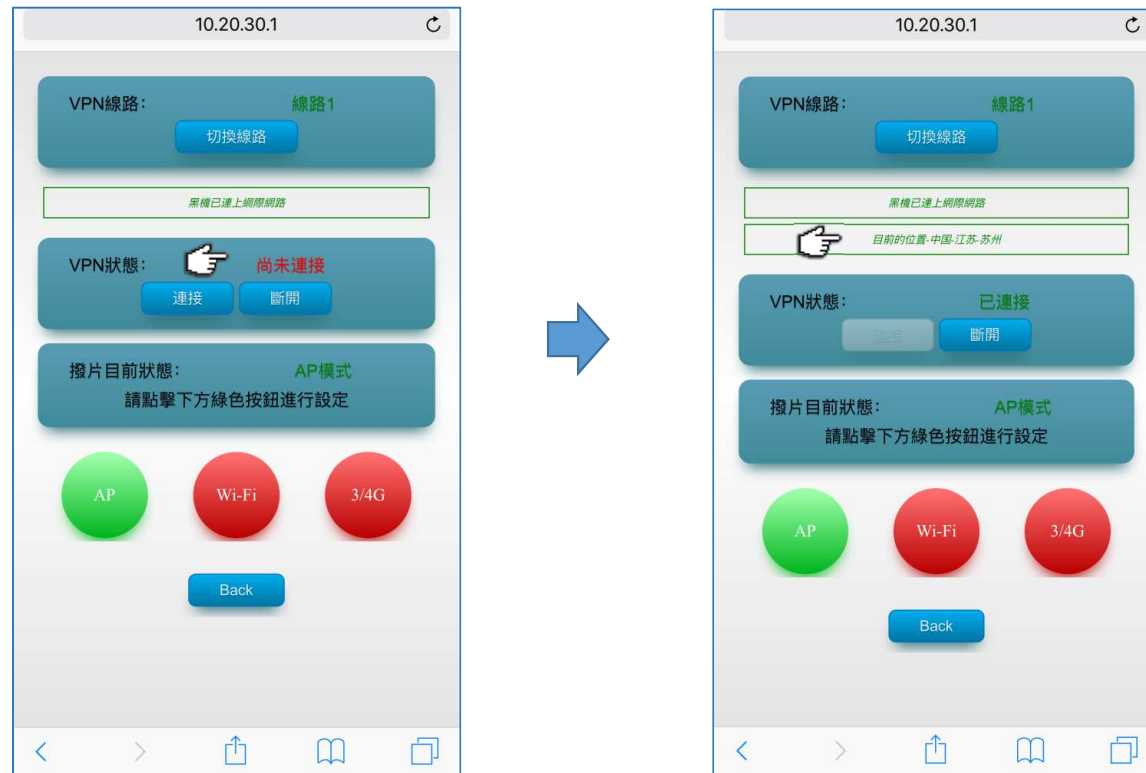 10.20.30.1
VPN線路： 線路1
切換線路
黑機已連上網際網路
VPN狀態： 尚未連接
連接 斷開
撥片目前狀態： AP模式
請點擊下方綠色按鈕進行設定
AP Wi-Fi 3/4G
Back
10.20.30.1
VPN線路： 線路1
切換線路
黑機已連上網際網路
目前的位置-中国-江苏-苏州
VPN狀態： 已連接
連接 斷開
撥片目前狀態： AP模式
請點擊下方綠色按鈕進行設定
AP Wi-Fi 3/4G
Back